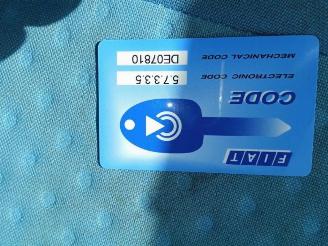 FIAT
CODE
ELECTRONIC CODE
5.7.3.3.5
MECHANICAL CODE
DE07810